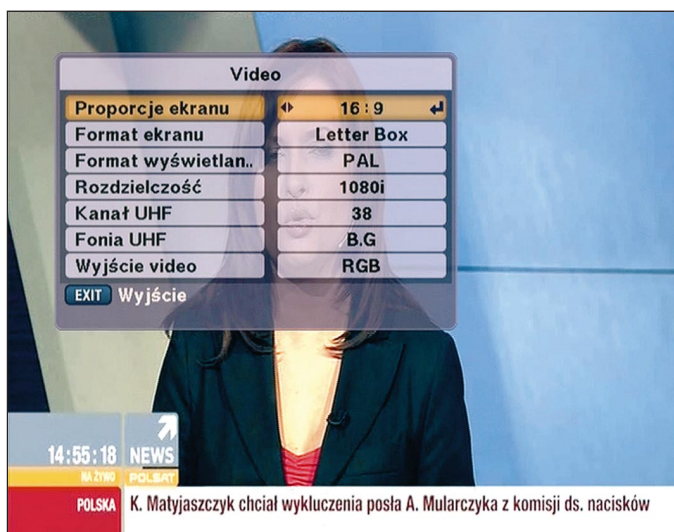 Video
Proporcje ekranu 16:9
Format ekranu Letter Box
Format wyświetlan.. PAL
Rozdzielczość 1080i
Kanał UHF 38
Fonia UHF B.G
Wyjście video RGB
EXIT Wyjście
14:55:18 NEWS
NA ŻYWO POLSAT
POLSKA K. Matyjaszczyk chciał wykluczenia posła A. Mularczyka z komisji ds. nacisków